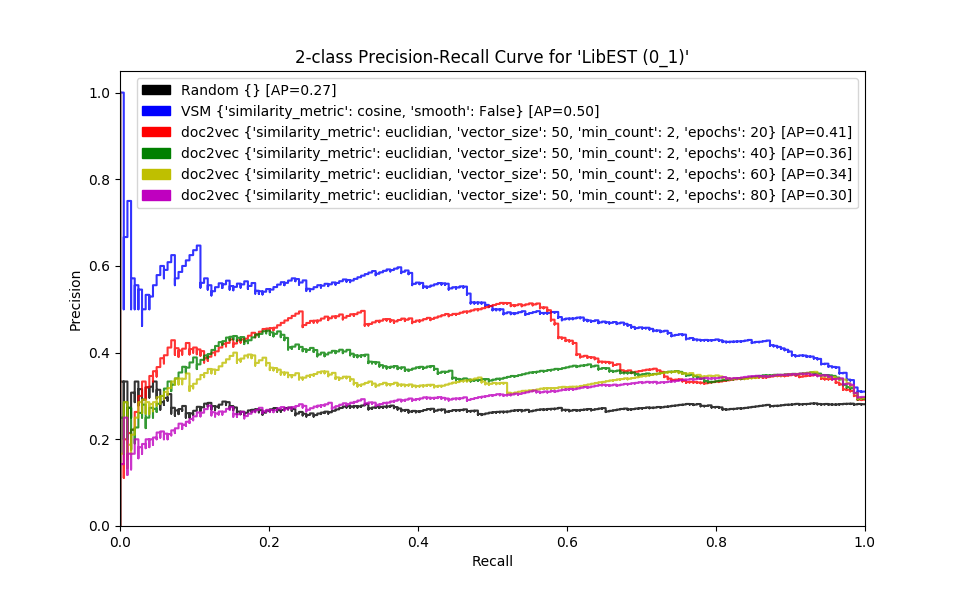 2-class Precision-Recall Curve for 'LibEST (0_1)'
Random {} [AP=0.27]
VSM {'similarity_metric': cosine, 'smooth': False} [AP=0.50]
doc2vec {'similarity_metric': euclidian, 'vector_size': 50, 'min_count': 2, 'epochs': 20} [AP=0.41]
doc2vec {'similarity_metric': euclidian, 'vector_size': 50, 'min_count': 2, 'epochs': 40} [AP=0.36]
doc2vec {'similarity_metric': euclidian, 'vector_size': 50, 'min_count': 2, 'epochs': 60} [AP=0.34]
doc2vec {'similarity_metric': euclidian, 'vector_size': 50, 'min_count': 2, 'epochs': 80} [AP=0.30]
Precision
1.0
0.8
0.6
0.4
0.2
0.0
0.0 0.2 0.4 0.6 0.8 1.0
Recall